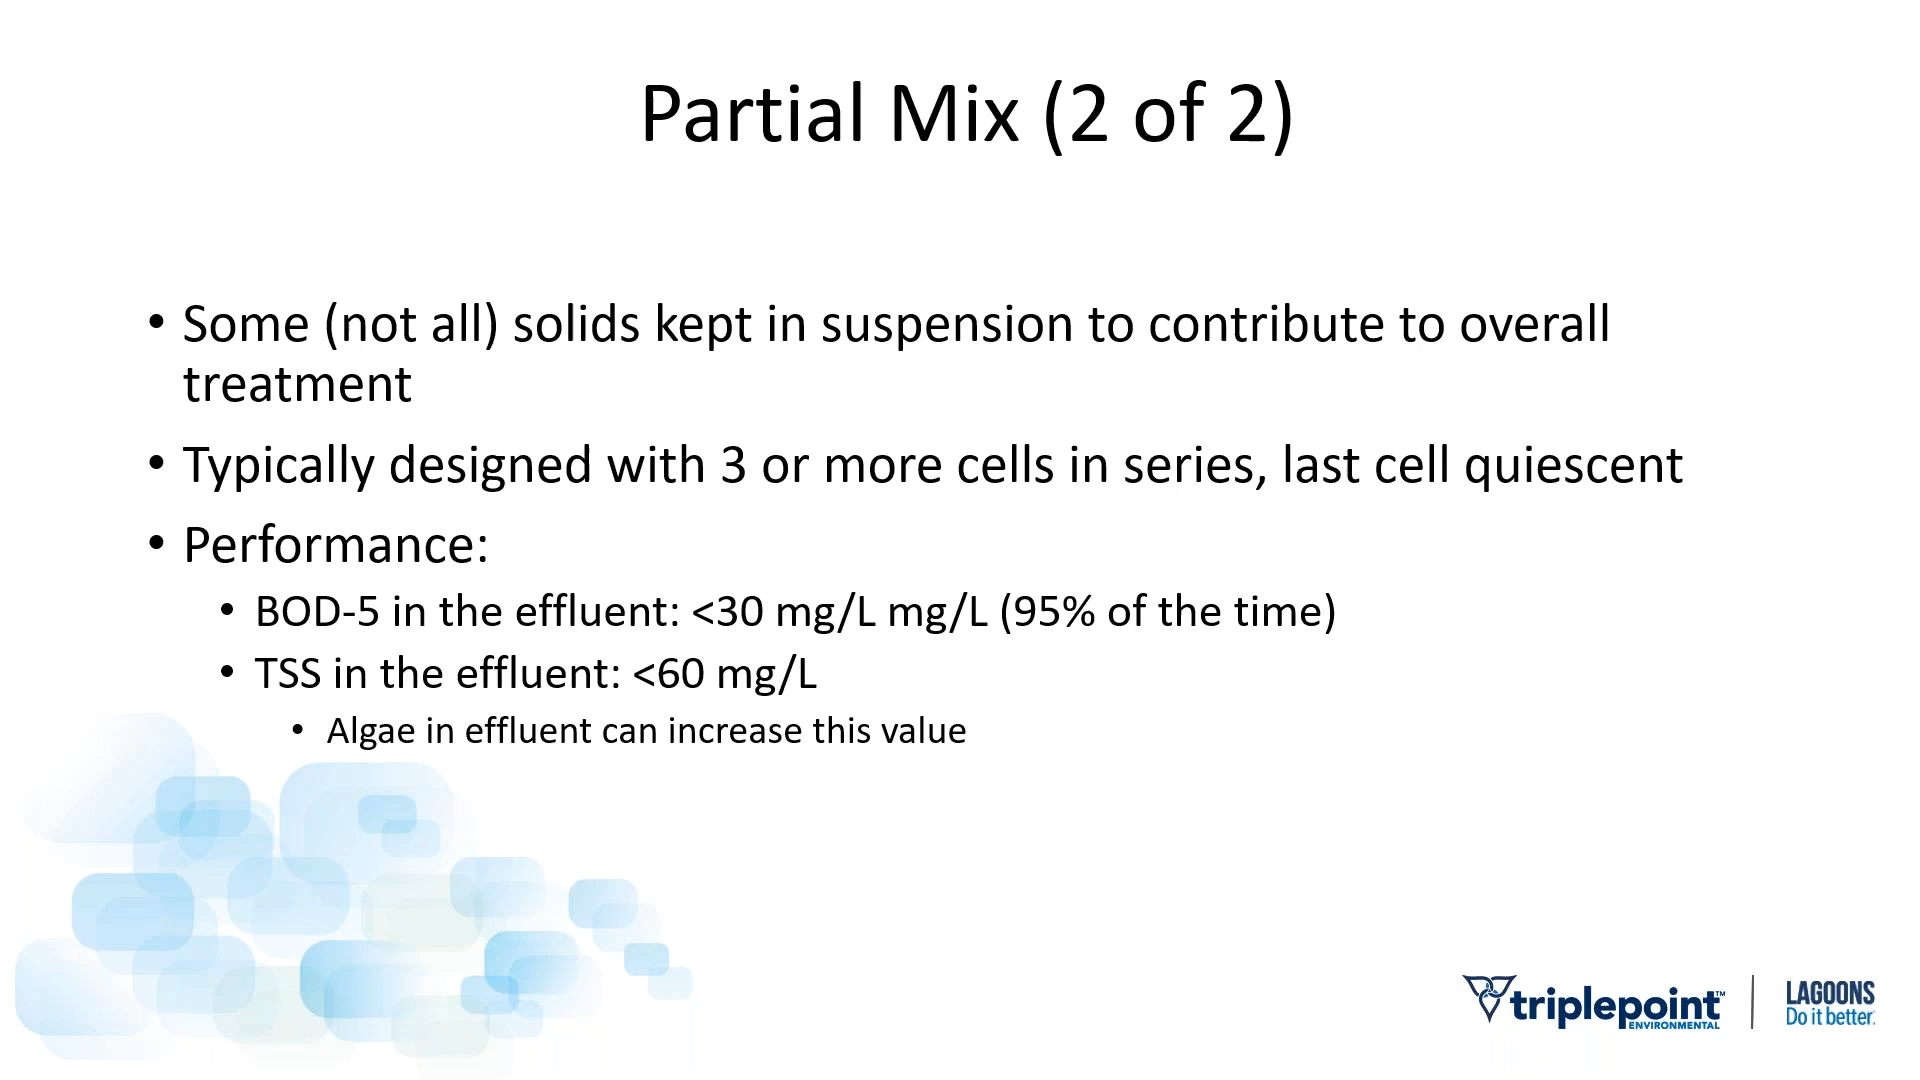 Partial Mix (2 of 2)
• Some (not all) solids kept in suspension to contribute to overall
treatment
• Typically designed with 3 or more cells in series, last cell quiescent
• Performance:
• BOD-5 in the effluent: <30 mg/L mg/L (95% of the time)
• TSS in the effluent: <60 mg/L
• Algae in effluent can increase this value
triplepoint™
ENVIRONMENTAL
LAGOONS
Do it better.